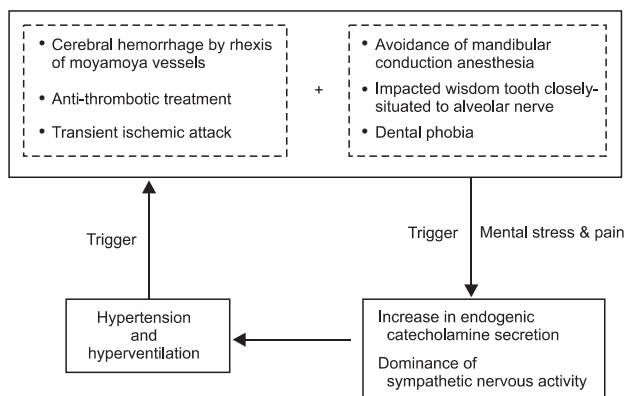 • Cerebral hemorrhage by rhexis
of moyamoya vessels
• Anti-thrombotic treatment
• Transient ischemic attack
+
• Avoidance of mandibular
conduction anesthesia
• Impacted wisdom tooth closely-
situated to alveolar nerve
• Dental phobia
Trigger
Trigger
Mental stress & pain
Hypertension
and
hyperventilation
Increase in endogenic
catecholamine secretion
Dominance of
sympathetic nervous activity